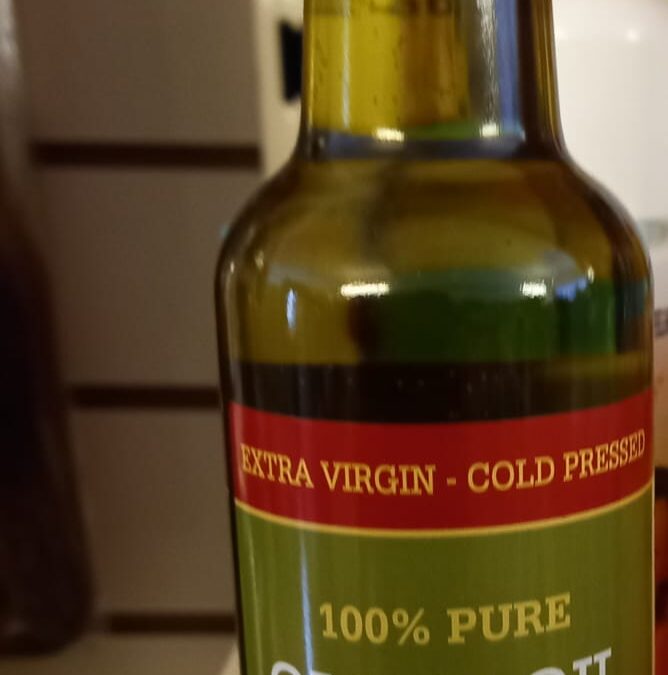 EXTRA VIRGIN - COLD PRESSED
100% PURE